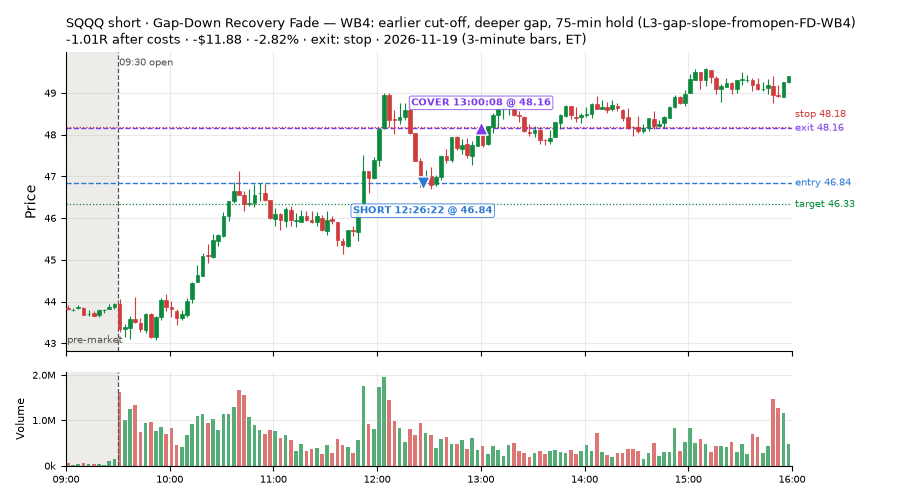 SQQQ short · Gap-Down Recovery Fade — WB4: earlier cut-off, deeper gap, 75-min hold (L3-gap-slope-fromopen-FD-WB4)
-1.01R after costs · -$11.88 · -2.82% · exit: stop · 2026-11-19 (3-minute bars, ET)
09:30 open
pre-market
COVER 13:00:08 @ 48.16
SHORT 12:26:22 @ 46.84
stop 48.18
exit 48.16
entry 46.84
target 46.33
Price
49
48
47
46
45
44
43
Volume
2.0M
1.0M
0k
09:00 10:00 11:00 12:00 13:00 14:00 15:00 16:00